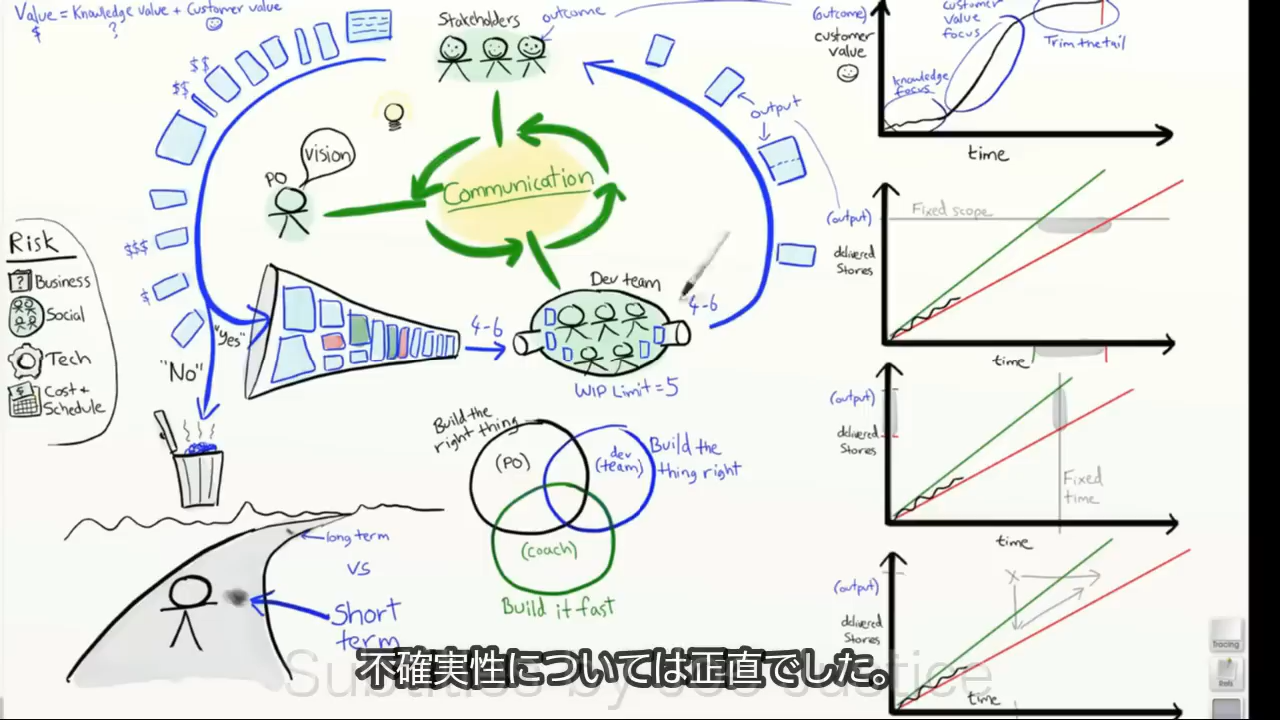 Value = Knowledge value + Customer value
$
?
Stakeholders
outcome
$$
$$
PO
vision
Communication
output
Risk
? Business
Social
Tech
$
Cost +
Schedule
$$$
$
"Yes"
"No"
4-6
Dev team
4-6
WIP Limit = 5
Build the
right thing
(PO)
dev
(team)
Build the
thing right
(coach)
Build it fast
long term
vs
Short
term
(outcome)
customer
value
customer
value
focus
Trim the tail
knowledge
focus
time
Fixed scope
(output)
delivered
Stories
time
(output)
delivered
Stories
Fixed
time
time
(output)
delivered
Stories
X
time
tracing
Refs
不確実性については正直でした。